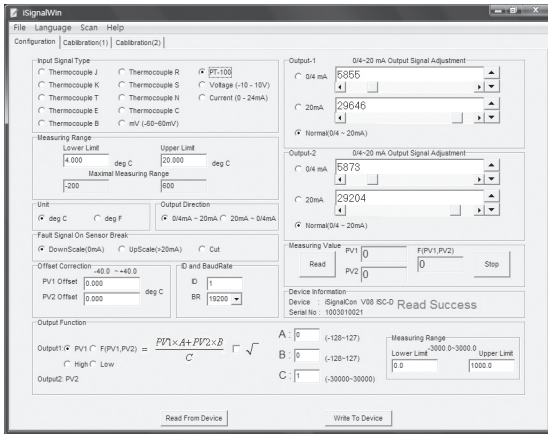 iSignalWin
File Language Scan Help
Configuration Cablibration(1) Cablibration(2)
Input Signal Type
Thermocouple J Thermocouple R PT-100
Thermocouple K Thermocouple S Voltage (-10 - 10V)
Thermocouple T Thermocouple N Current (0 - 24mA)
Thermocouple E Thermocouple C
Thermocouple B mV (-60~60mV)
Measuring Range
Lower Limit Upper Limit
4.000 deg C 20.000 deg C
Maximal Measuring Range
-200 600
Unit
deg C deg F
Output Direction
0/4mA ~ 20mA 20mA ~ 0/4mA
Fault Signal On Sensor Break
DownScale(0mA) UpScale(>20mA) Cut
Offset Correction
-40.0 ~ +40.0
PV1 Offset 0.000
deg C
PV2 Offset 0.000
ID and BaudRate
ID 1
BR 19200
Output-1 0/4~20 mA Output Signal Adjustment
0/4 mA 5855
20mA 29646
Normal(0/4 ~ 20mA)
Output-2 0/4~20 mA Output Signal Adjustment
0/4 mA 5873
20mA 29204
Normal(0/4 ~ 20mA)
Measuring Value
Read PV1 0 F(PV1,PV2) 0 Stop
PV2 0
Device Information
Device : iSignalCon V08 ISC-D Read Success
Serial No : 1003010021
Output Function
Output1: PV1 F(PV1,PV2) = PV1×A+PV2×B / C √
High Low
Output2: PV2
A : 0 (-128~127)
B : 0 (-128~127)
C : 1 (-30000~30000)
Measuring Range
-3000.0~3000.0
Lower Limit Upper Limit
0.0 1000.0
Read From Device Write To Device